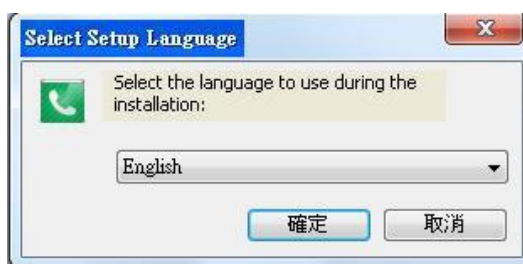 Select Setup Language
Select the language to use during the
installation:
English
確定
取消